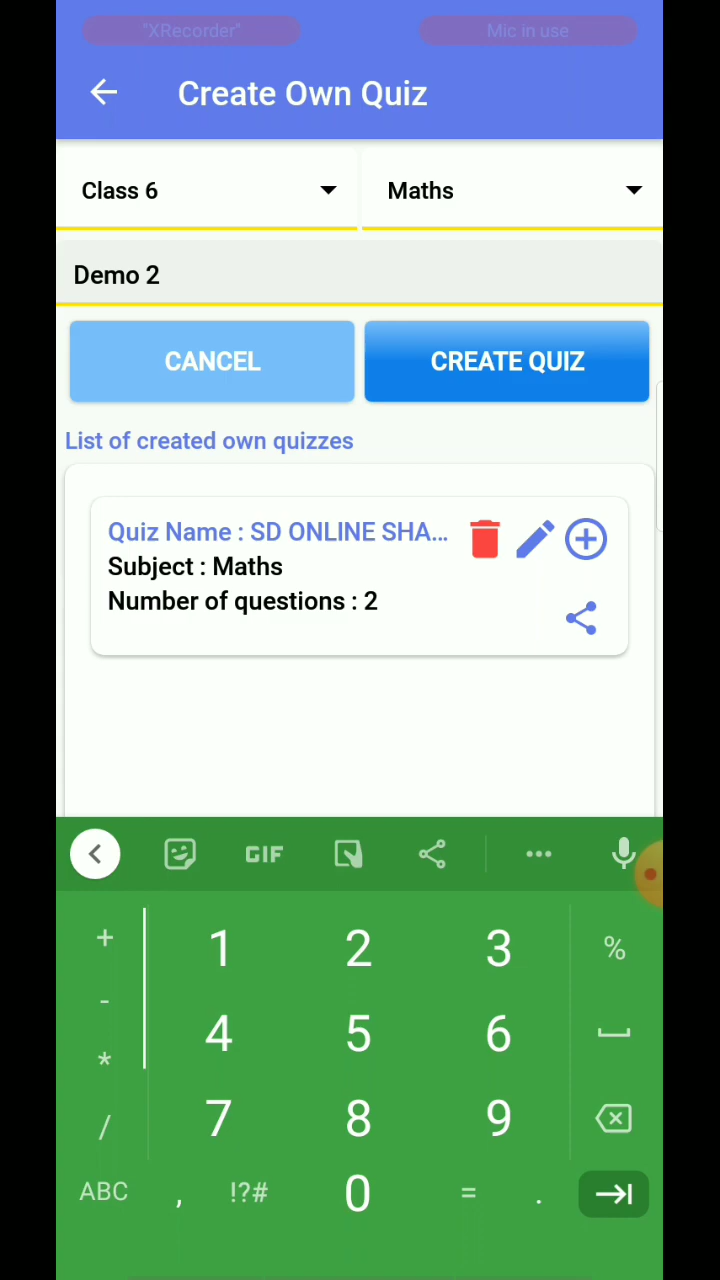 "XRecorder" Mic in use
Create Own Quiz
Class 6 Maths
Demo 2
CANCEL CREATE QUIZ
List of created own quizzes
Quiz Name : SD ONLINE SHA...
Subject : Maths
Number of questions : 2
GIF
+ 1 2 3 %
- 4 5 6
* 7 8 9
/
ABC , !?# 0 = .